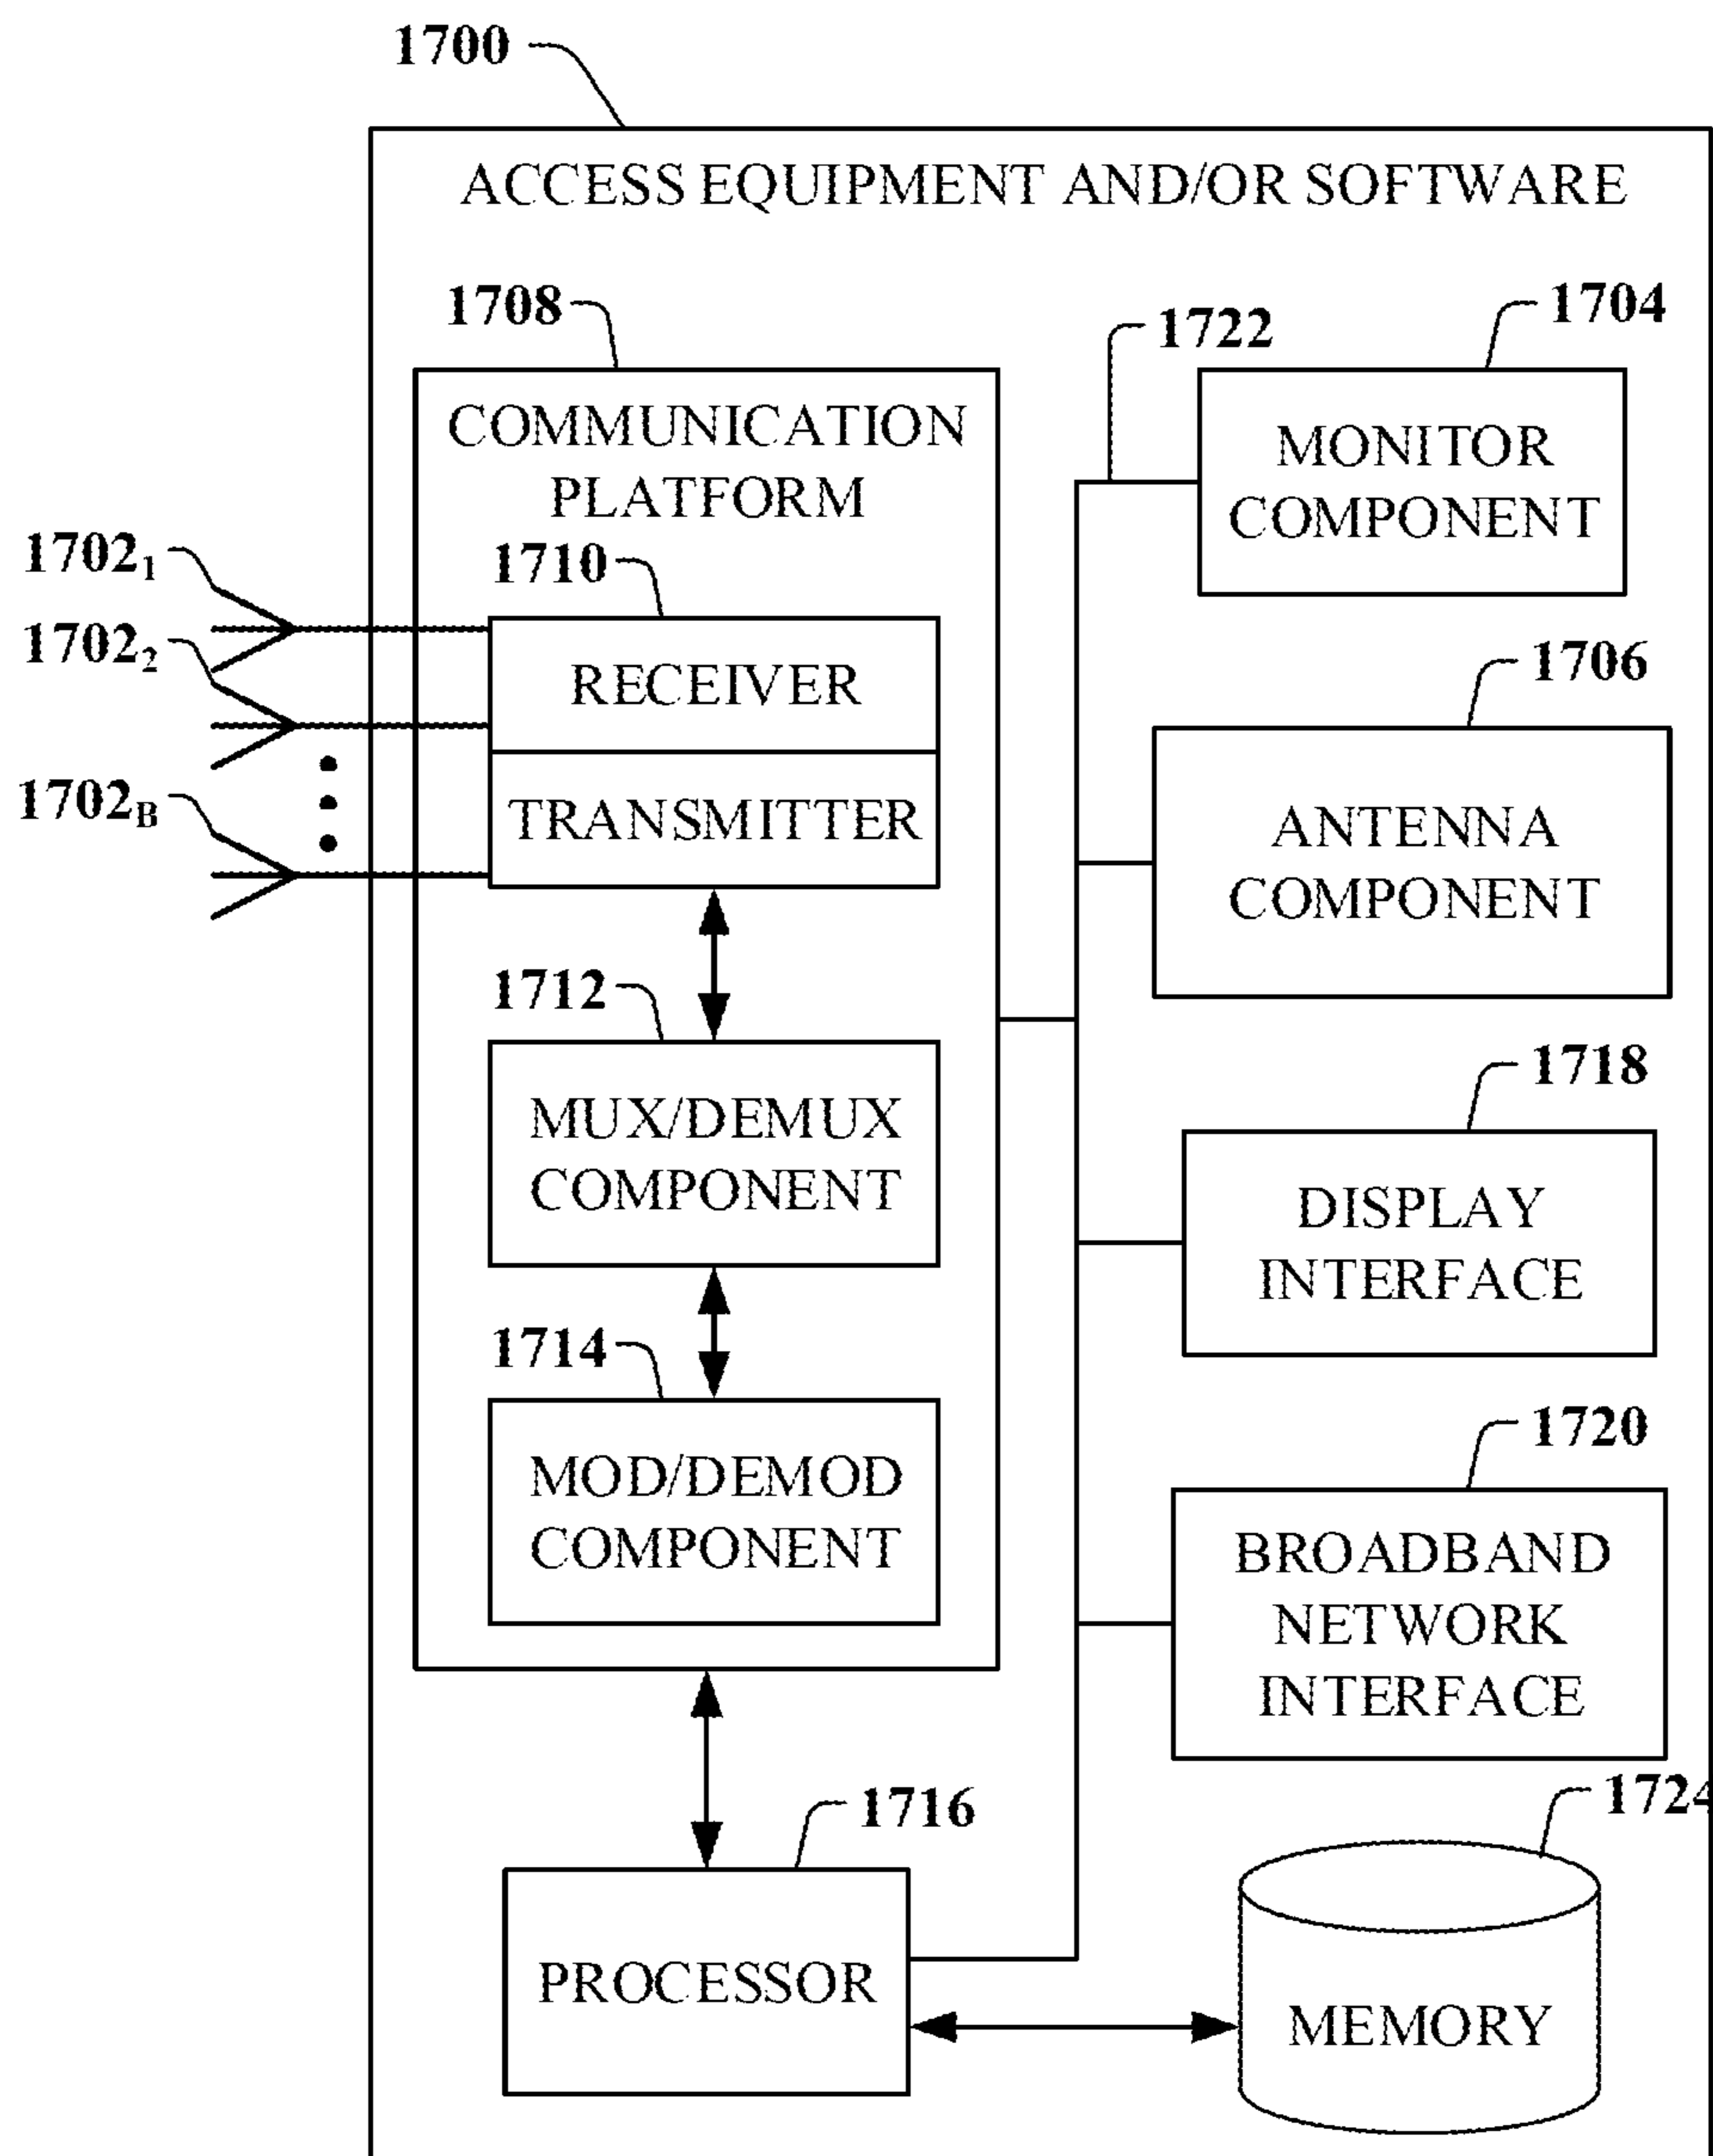 1700
ACCESS EQUIPMENT AND/OR SOFTWARE
1708
COMMUNICATION
PLATFORM
1722
1704
MONITOR
COMPONENT
1702₁
1702₂
1702_B
1710
RECEIVER
TRANSMITTER
1706
ANTENNA
COMPONENT
1712
MUX/DEMUX
COMPONENT
1718
DISPLAY
INTERFACE
1714
MOD/DEMOD
COMPONENT
1720
BROADBAND
NETWORK
INTERFACE
1716
PROCESSOR
1724
MEMORY